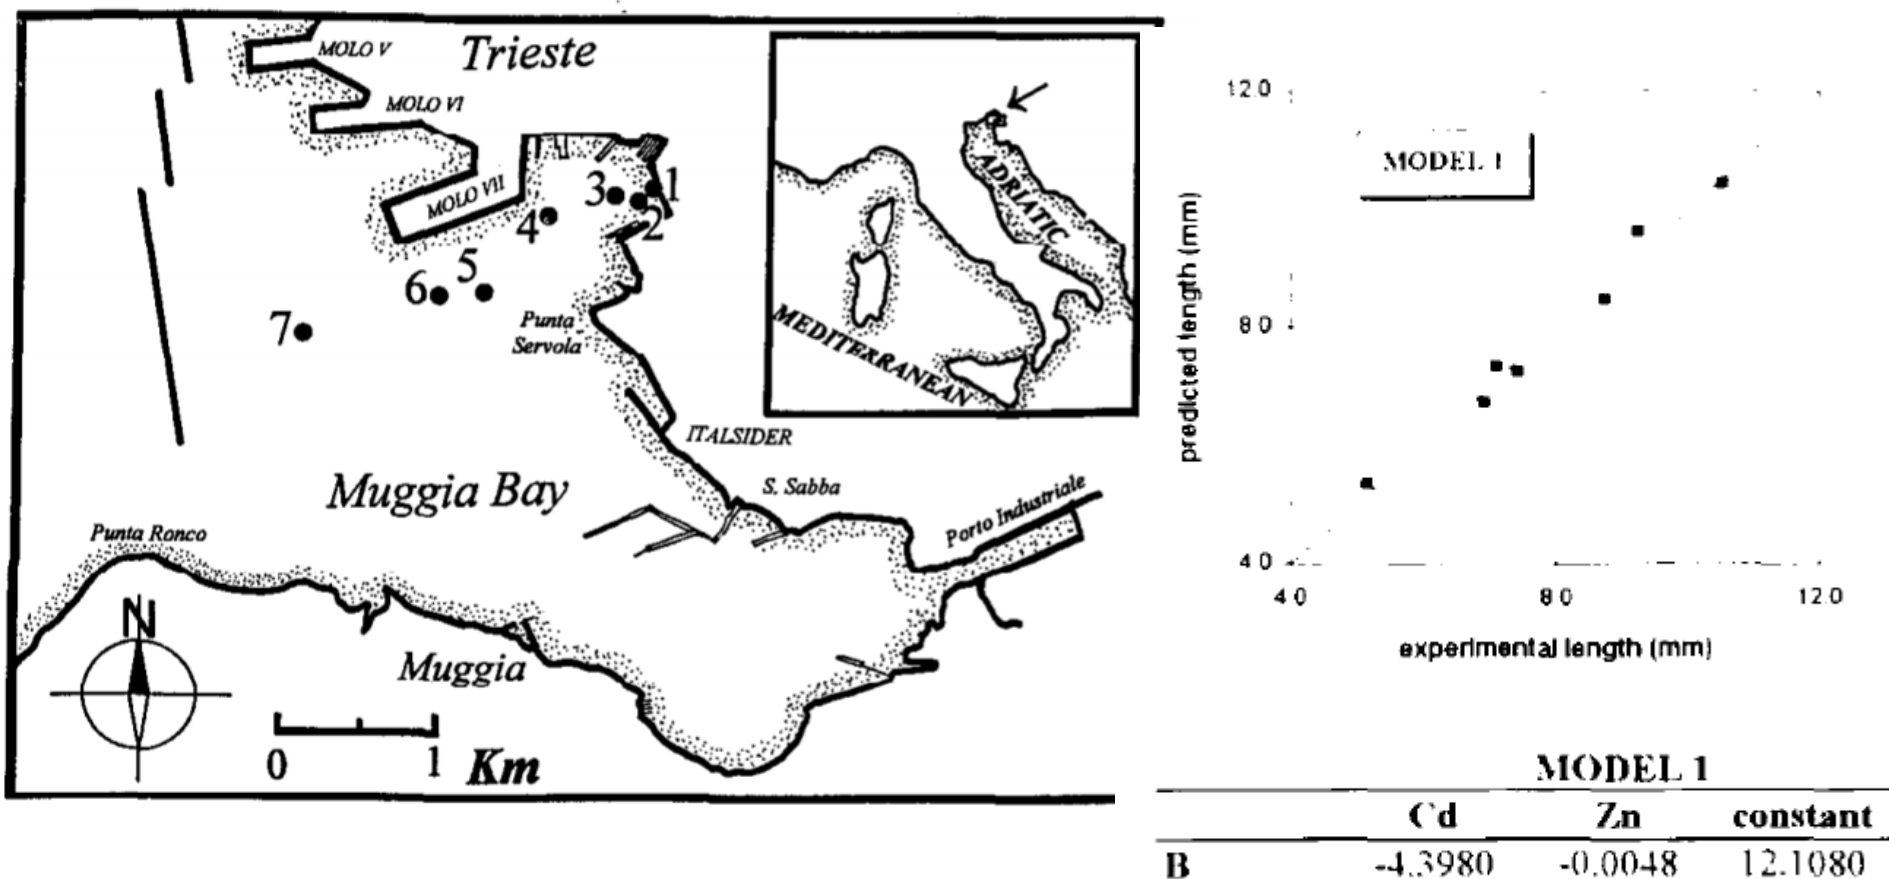 MOLO V
Trieste
MOLO VI
MOLO VII
1
2
3
4
5
6
7
Punta
Servola
ITALSIDER
S. Sabba
Porto Industriale
Muggia Bay
Punta Ronco
Muggia
N
0 1 Km
ADRIATIC
MEDITERRANEAN
12.0
MODEL 1
predicted length (mm)
8 0
4 0
4 0 8 0 12.0
experimental length (mm)
MODEL 1
Cd Zn constant
B -4.3980 -0.0048 12.1080